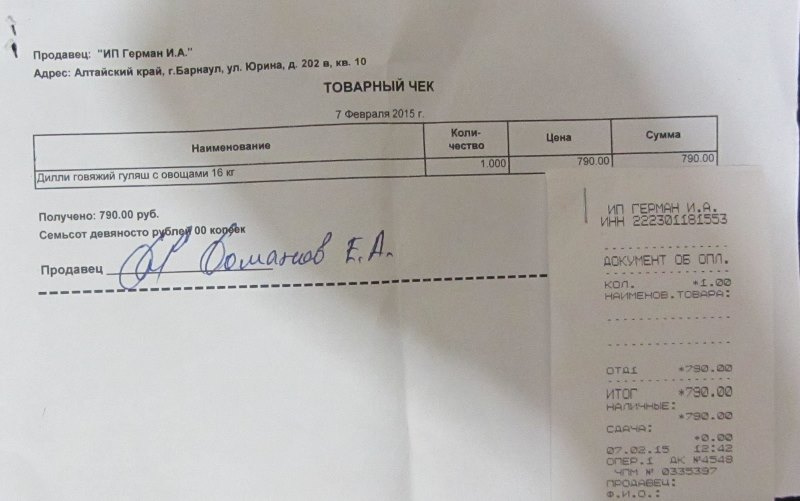 Продавец: "ИП Герман И.А."
Адрес: Алтайский край, г.Барнаул, ул. Юрина, д. 202 в, кв. 10
ТОВАРНЫЙ ЧЕК
7 Февраля 2015 г.
Наименование Коли-чество Цена Сумма
Дилли говяжий гуляш с овощами 16 кг 1.000 790.00 790.00
Получено: 790.00 руб.
Семьсот девяносто рублей 00 копеек
Продавец Е.А.
ИП ГЕРМАН И.А.
ИНН 222301181553
ДОКУМЕНТ ОБ ОПЛ.
КОЛ. *1.00
НАИМЕНОВ.ТОВАРА:
ОТД1 *790.00
ИТОГ *790.00
НАЛИЧНЫЕ:
*790.00
СДАЧА:
*0.00
07.02.15 12:42
ОПЕР.1 ДК №4548
ЧПМ № 0335397
ПРОДАВЕЦ:
Ф.И.О.: